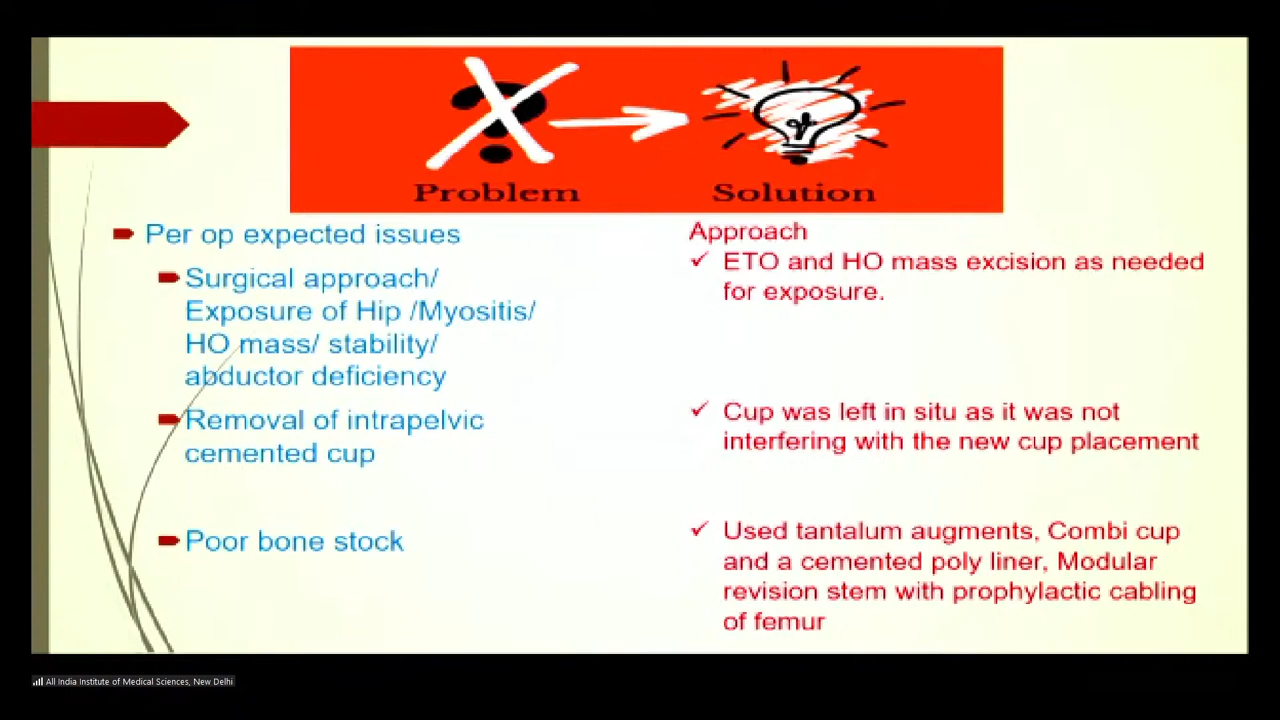 Problem
Solution
Per op expected issues
Surgical approach/
Exposure of Hip /Myositis/
HO mass/ stability/
abductor deficiency
Removal of intrapelvic
cemented cup
Poor bone stock
Approach
ETO and HO mass excision as needed
for exposure.
Cup was left in situ as it was not
interfering with the new cup placement
Used tantalum augments, Combi cup
and a cemented poly liner, Modular
revision stem with prophylactic cabling
of femur
All India Institute of Medical Sciences, New Delhi